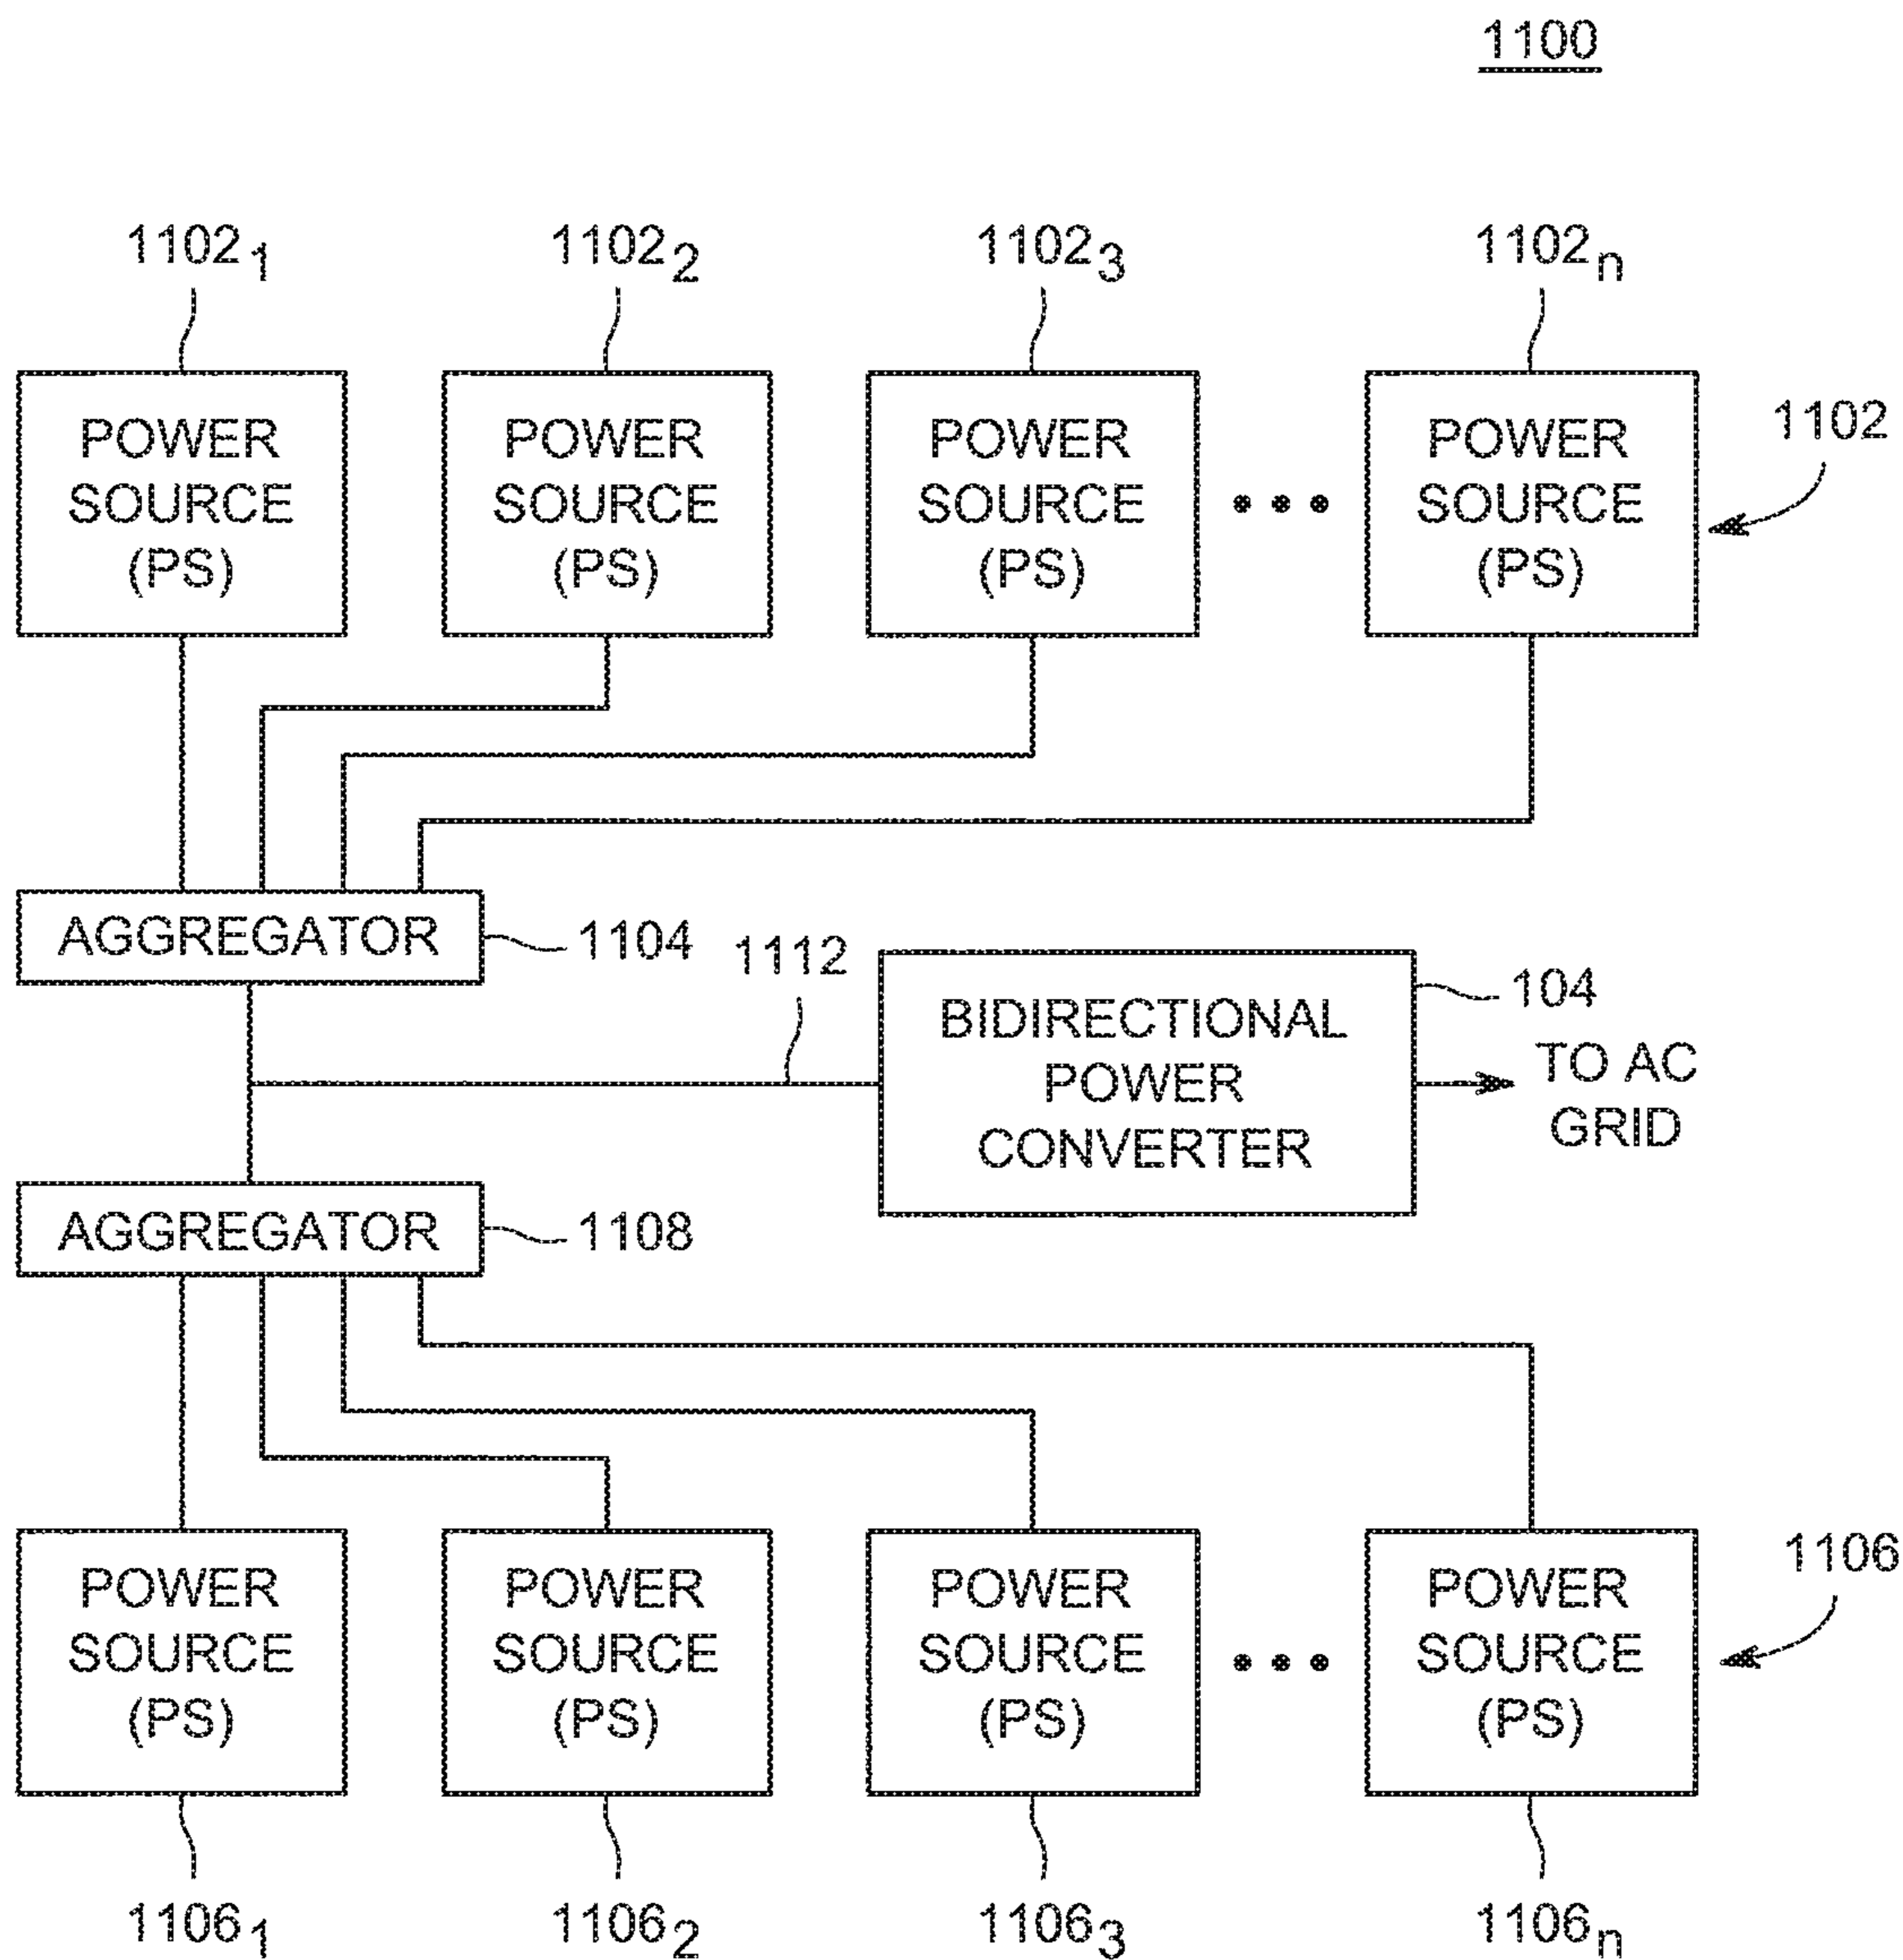 1100
1102₁ 1102₂ 1102₃ 1102ₙ
POWER SOURCE (PS)
POWER SOURCE (PS)
POWER SOURCE (PS)
• • •
POWER SOURCE (PS)
1102
AGGREGATOR
1104
1112
BIDIRECTIONAL
POWER
CONVERTER
104
TO AC
GRID
AGGREGATOR
1108
POWER SOURCE (PS)
POWER SOURCE (PS)
POWER SOURCE (PS)
• • •
POWER SOURCE (PS)
1106
1106₁ 1106₂ 1106₃ 1106ₙ